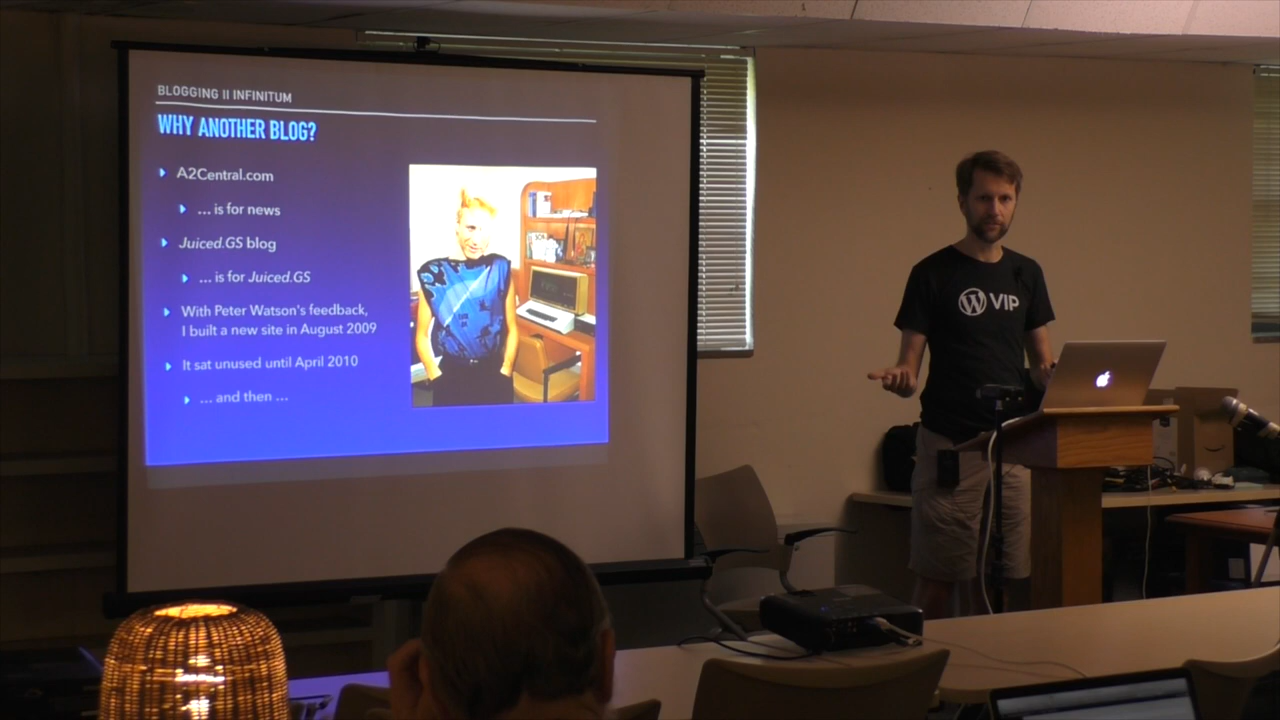 BLOGGING II INFINITUM
WHY ANOTHER BLOG?
A2Central.com
... is for news
Juiced.GS blog
... is for Juiced.GS
With Peter Watson's feedback,
I built a new site in August 2009
It sat unused until April 2010
... and then ...
VIP